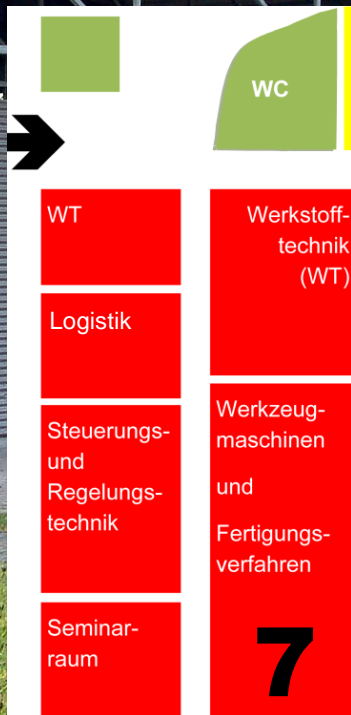 WC
WT
Logistik
Steuerungs-
und
Regelungs-
technik
Seminar-
raum
Werkstoff-
technik
(WT)
Werkzeug-
maschinen
und
Fertigungs-
verfahren
7